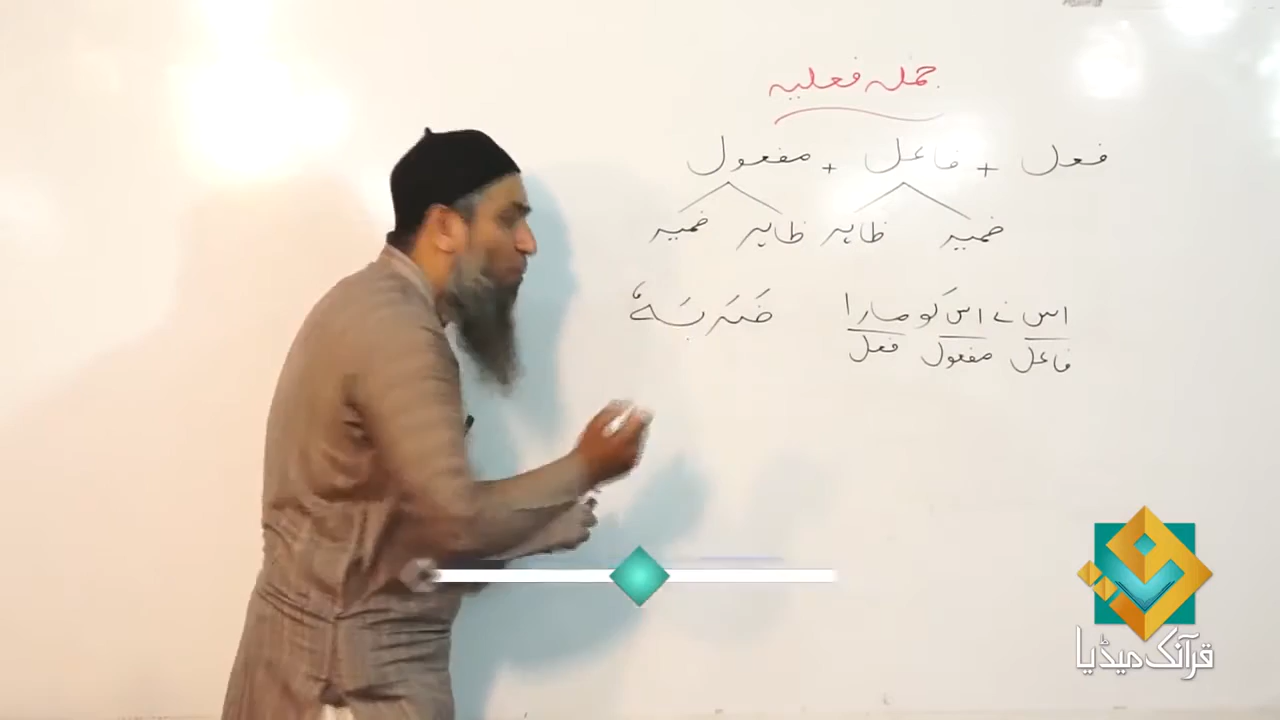 جملہ فعلیہ
فعل + فاعل + مفعول
ضمیر ظاہر ظاہر ضمیر
اس نے اس کو مارا ضَرَبَہٗ
فاعل مفعول فعل
قرآنک میڈیا